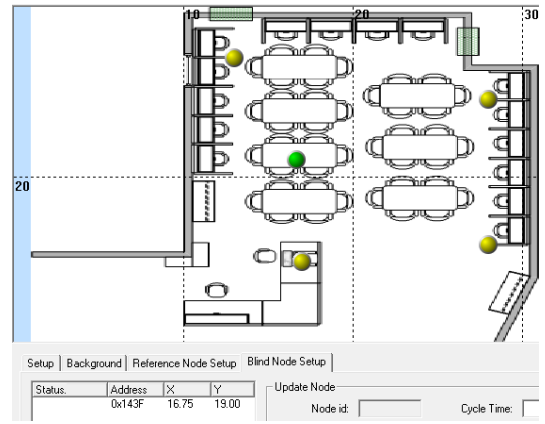 10 20 30
20
Setup Background Reference Node Setup Blind Node Setup
Status. Address X Y Update Node
0x143F 16.75 19.00 Node id: Cycle Time: